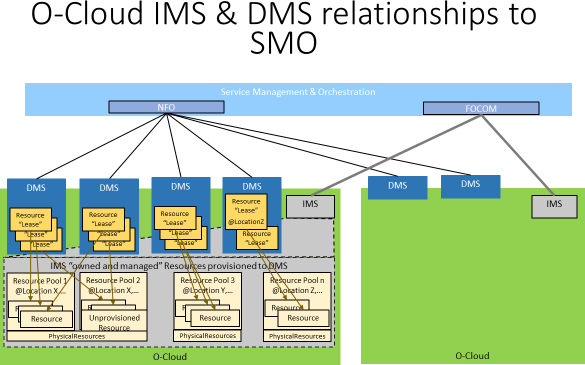 O-Cloud IMS & DMS relationships to
SMO
Service Management & Orchestration
NFO
FOCOM
DMS
DMS
DMS
DMS
DMS
DMS
IMS
IMS
Resource
"Lease"
"Lease"
"Lease"
Resource
"Lease"
"Lease"
"Lease"
Resource
"Lease"
"Lease"
"Lease"
Resource
"Lease"
@LocationZ
Resource
"Lease"
IMS "owned and managed" Resources provisioned to DMS
Resource Pool 1
@Location X,...
Resource
PhysicalResources
Resource Pool 2
@Location X,...
Unprovisioned
Resource
PhysicalResources
Resource Pool 3
@Location Y,...
Resource
PhysicalResources
Resource Pool n
@Location Z,...
Resource
PhysicalResources
O-Cloud
O-Cloud